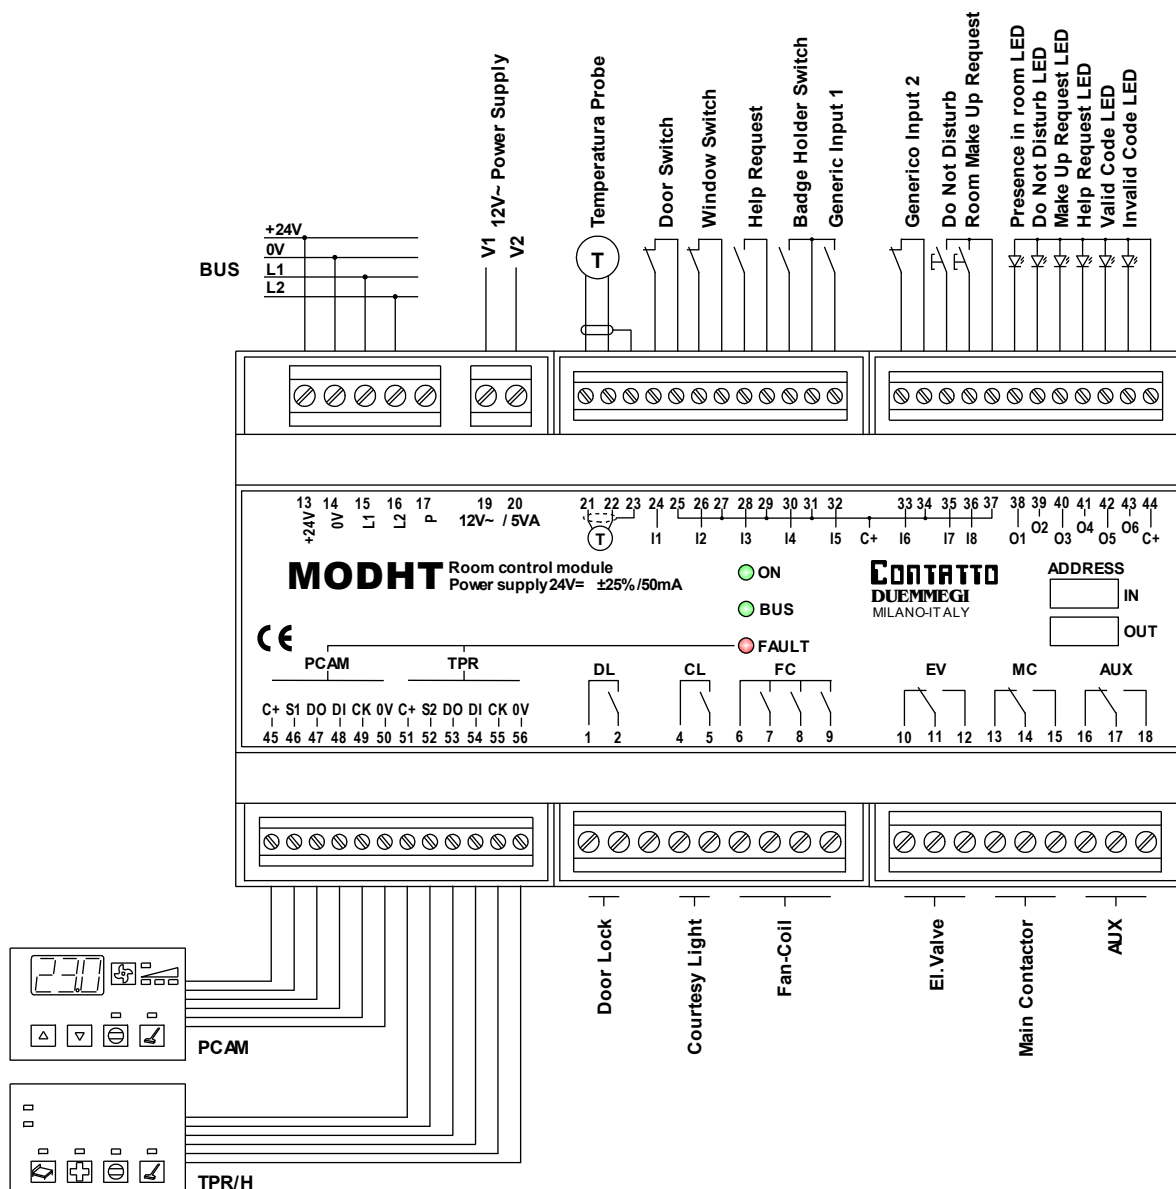 Temperatura Probe
Door Switch
Window Switch
Help Request
Badge Holder Switch
Generic Input 1
Generico Input 2
Do Not Disturb
Room Make Up Request
Presence in room LED
Do Not Disturb LED
Make Up Request LED
Help Request LED
Valid Code LED
Invalid Code LED
12V~ Power Supply
V1
V2
BUS
+24V
0V
L1
L2
T
13 14 15 16 17 19 20 21 22 23 24 25 26 27 28 29 30 31 32 33 34 35 36 37 38 39 40 41 42 43 44
+24V 0V L1 L2 P 12V~ / 5VA T I1 I2 I3 I4 I5 C+ I6 I7 I8 O1 O2 O3 O4 O5 O6 C+
MODHT
Room control module
Power supply 24V= ±25%/50mA
ON
BUS
FAULT
CONTATTO
DUEMMEGI
MILANO-ITALY
ADDRESS
IN
OUT
CE
PCAM TPR DL CL FC EV MC AUX
C+ S1 DO DI CK 0V C+ S2 DO DI CK 0V
45 46 47 48 49 50 51 52 53 54 55 56 1 2 4 5 6 7 8 9 10 11 12 13 14 15 16 17 18
Door Lock
Courtesy Light
Fan-Coil
El.Valve
Main Contactor
AUX
23.0
PCAM
TPR/H